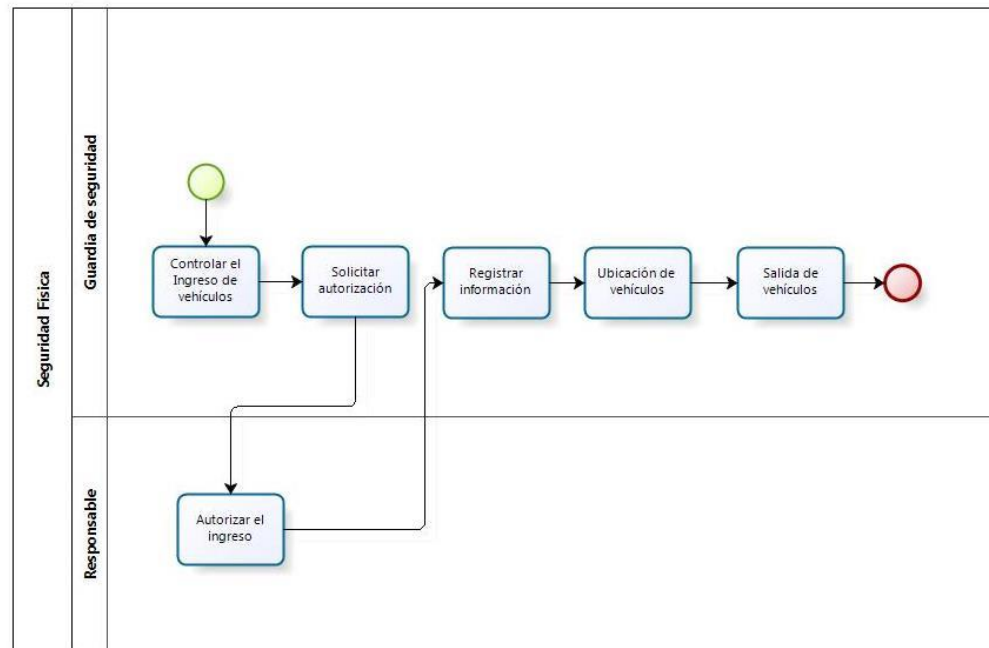 Seguridad Física
Guardia de seguridad
Controlar el
Ingreso de
vehículos
Solicitar
autorización
Registrar
información
Ubicación de
vehículos
Salida de
vehículos
Responsable
Autorizar el
ingreso